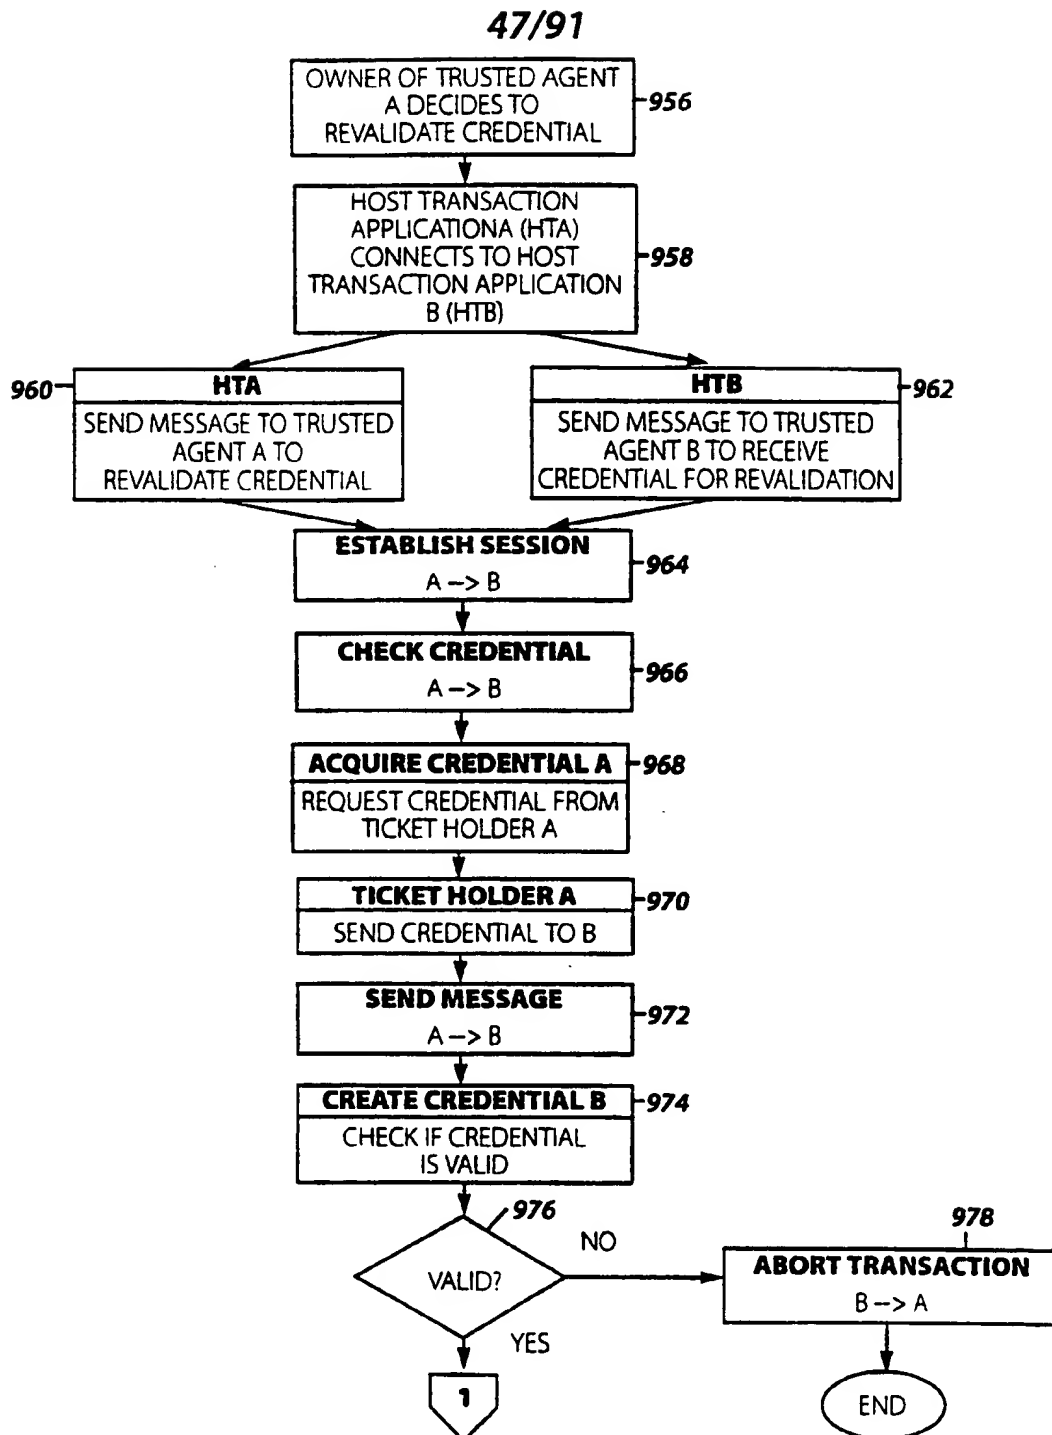 47/91
OWNER OF TRUSTED AGENT
A DECIDES TO
REVALIDATE CREDENTIAL
956
HOST TRANSACTION
APPLICATIONA (HTA)
CONNECTS TO HOST
TRANSACTION APPLICATION
B (HTB)
958
960
HTA
SEND MESSAGE TO TRUSTED
AGENT A TO
REVALIDATE CREDENTIAL
HTB
962
SEND MESSAGE TO TRUSTED
AGENT B TO RECEIVE
CREDENTIAL FOR REVALIDATION
ESTABLISH SESSION
964
A --> B
CHECK CREDENTIAL
966
A --> B
ACQUIRE CREDENTIAL A
968
REQUEST CREDENTIAL FROM
TICKET HOLDER A
TICKET HOLDER A
970
SEND CREDENTIAL TO B
SEND MESSAGE
972
A --> B
CREATE CREDENTIAL B
974
CHECK IF CREDENTIAL
IS VALID
976
VALID?
NO
YES
978
ABORT TRANSACTION
B --> A
1
END